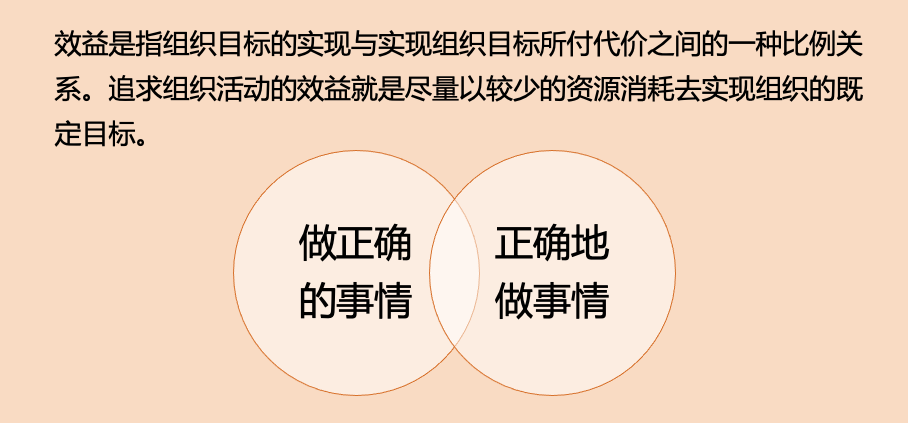 效益是指组织目标的实现与实现组织目标所付代价之间的一种比例关
系。追求组织活动的效益就是尽量以较少的资源消耗去实现组织的既
定目标。
做正确
的事情
正确地
做事情